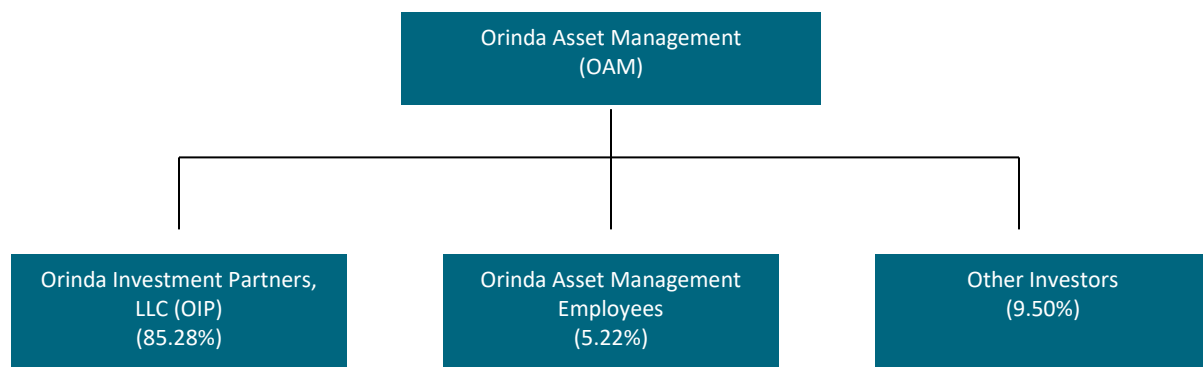 Orinda Asset Management
(OAM)
Orinda Investment Partners,
LLC (OIP)
(85.28%)
Orinda Asset Management
Employees
(5.22%)
Other Investors
(9.50%)